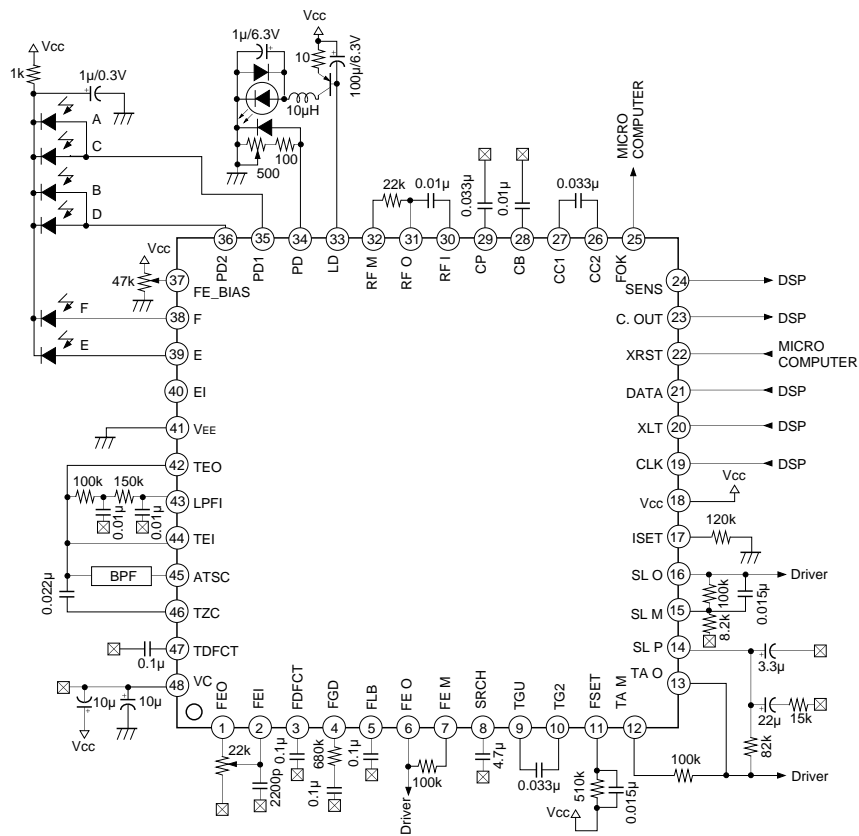 Vcc
1k
1µ/0.3V
A
C
B
D
1µ/6.3V
Vcc
10
100µ/6.3V
10µH
100
500
22k
0.01µ
0.033µ
0.01µ
0.033µ
MICRO
COMPUTER
36
35
34
33
32
31
30
29
28
27
26
25
PD2
PD1
PD
LD
RF M
RF O
RF I
CP
CB
CC1
CC2
FOK
Vcc
47k
37
FE_BIAS
F
38
F
E
39
E
40
EI
41
VEE
42
TEO
100k
150k
43
LPFI
0.01µ
0.01µ
44
TEI
BPF
45
ATSC
0.022µ
46
TZC
47
TDFCT
0.1µ
48
VC
10µ
10µ
Vcc
SENS
24
DSP
C. OUT
23
DSP
XRST
22
MICRO
COMPUTER
DATA
21
DSP
XLT
20
DSP
CLK
19
DSP
Vcc
18
Vcc
ISET
17
120k
SL O
16
Driver
100k
0.015µ
SL M
15
8.2k
SL P
14
3.3µ
TA O
13
22µ
15k
82k
100k
Driver
FEO
FEI
FDFCT
FGD
FLB
FE O
FE M
SRCH
TGU
TG2
FSET
TA M
1
2
3
4
5
6
7
8
9
10
11
12
22k
2200p
0.1µ
680k
0.1µ
0.1µ
100k
Driver
4.7µ
0.033µ
510k
0.015µ
Vcc